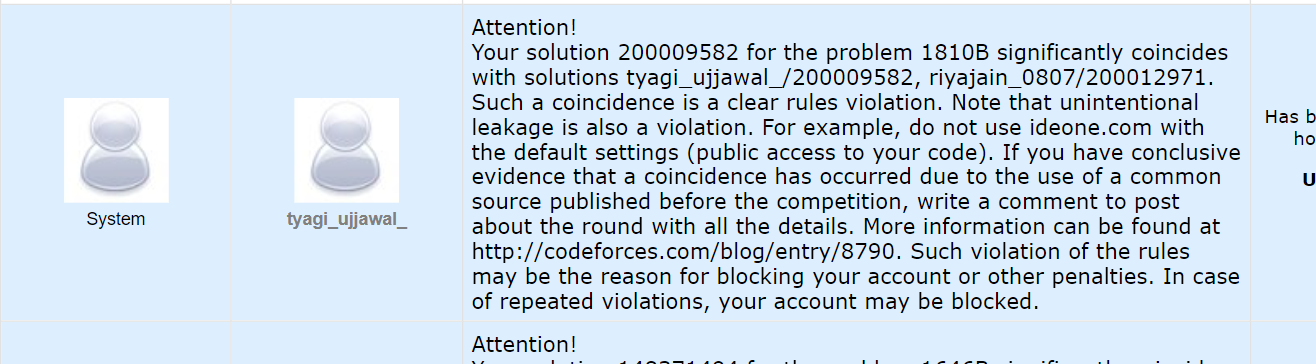 Attention!
Your solution 200009582 for the problem 1810B significantly coincides
with solutions tyagi_ujjawal_/200009582, riyajain_0807/200012971.
Such a coincidence is a clear rules violation. Note that unintentional
leakage is also a violation. For example, do not use ideone.com with
the default settings (public access to your code). If you have conclusive
evidence that a coincidence has occurred due to the use of a common
source published before the competition, write a comment to post
about the round with all the details. More information can be found at
http://codeforces.com/blog/entry/8790. Such violation of the rules
may be the reason for blocking your account or other penalties. In case
of repeated violations, your account may be blocked.
System
tyagi_ujjawal_
Has b
ho
U
Attention!